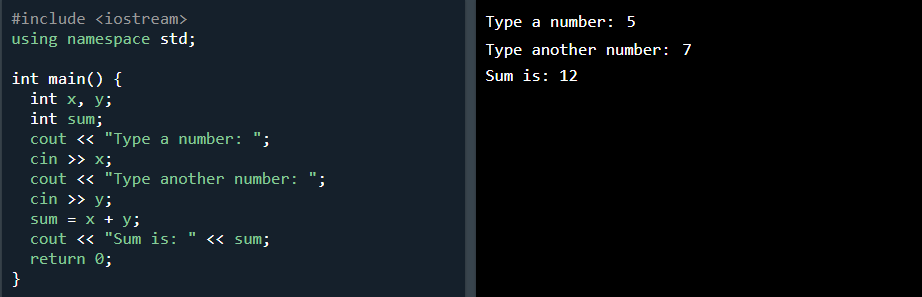 #include <iostream>
using namespace std;

int main() {
  int x, y;
  int sum;
  cout << "Type a number: ";
  cin >> x;
  cout << "Type another number: ";
  cin >> y;
  sum = x + y;
  cout << "Sum is: " << sum;
  return 0;
}
Type a number: 5
Type another number: 7
Sum is: 12